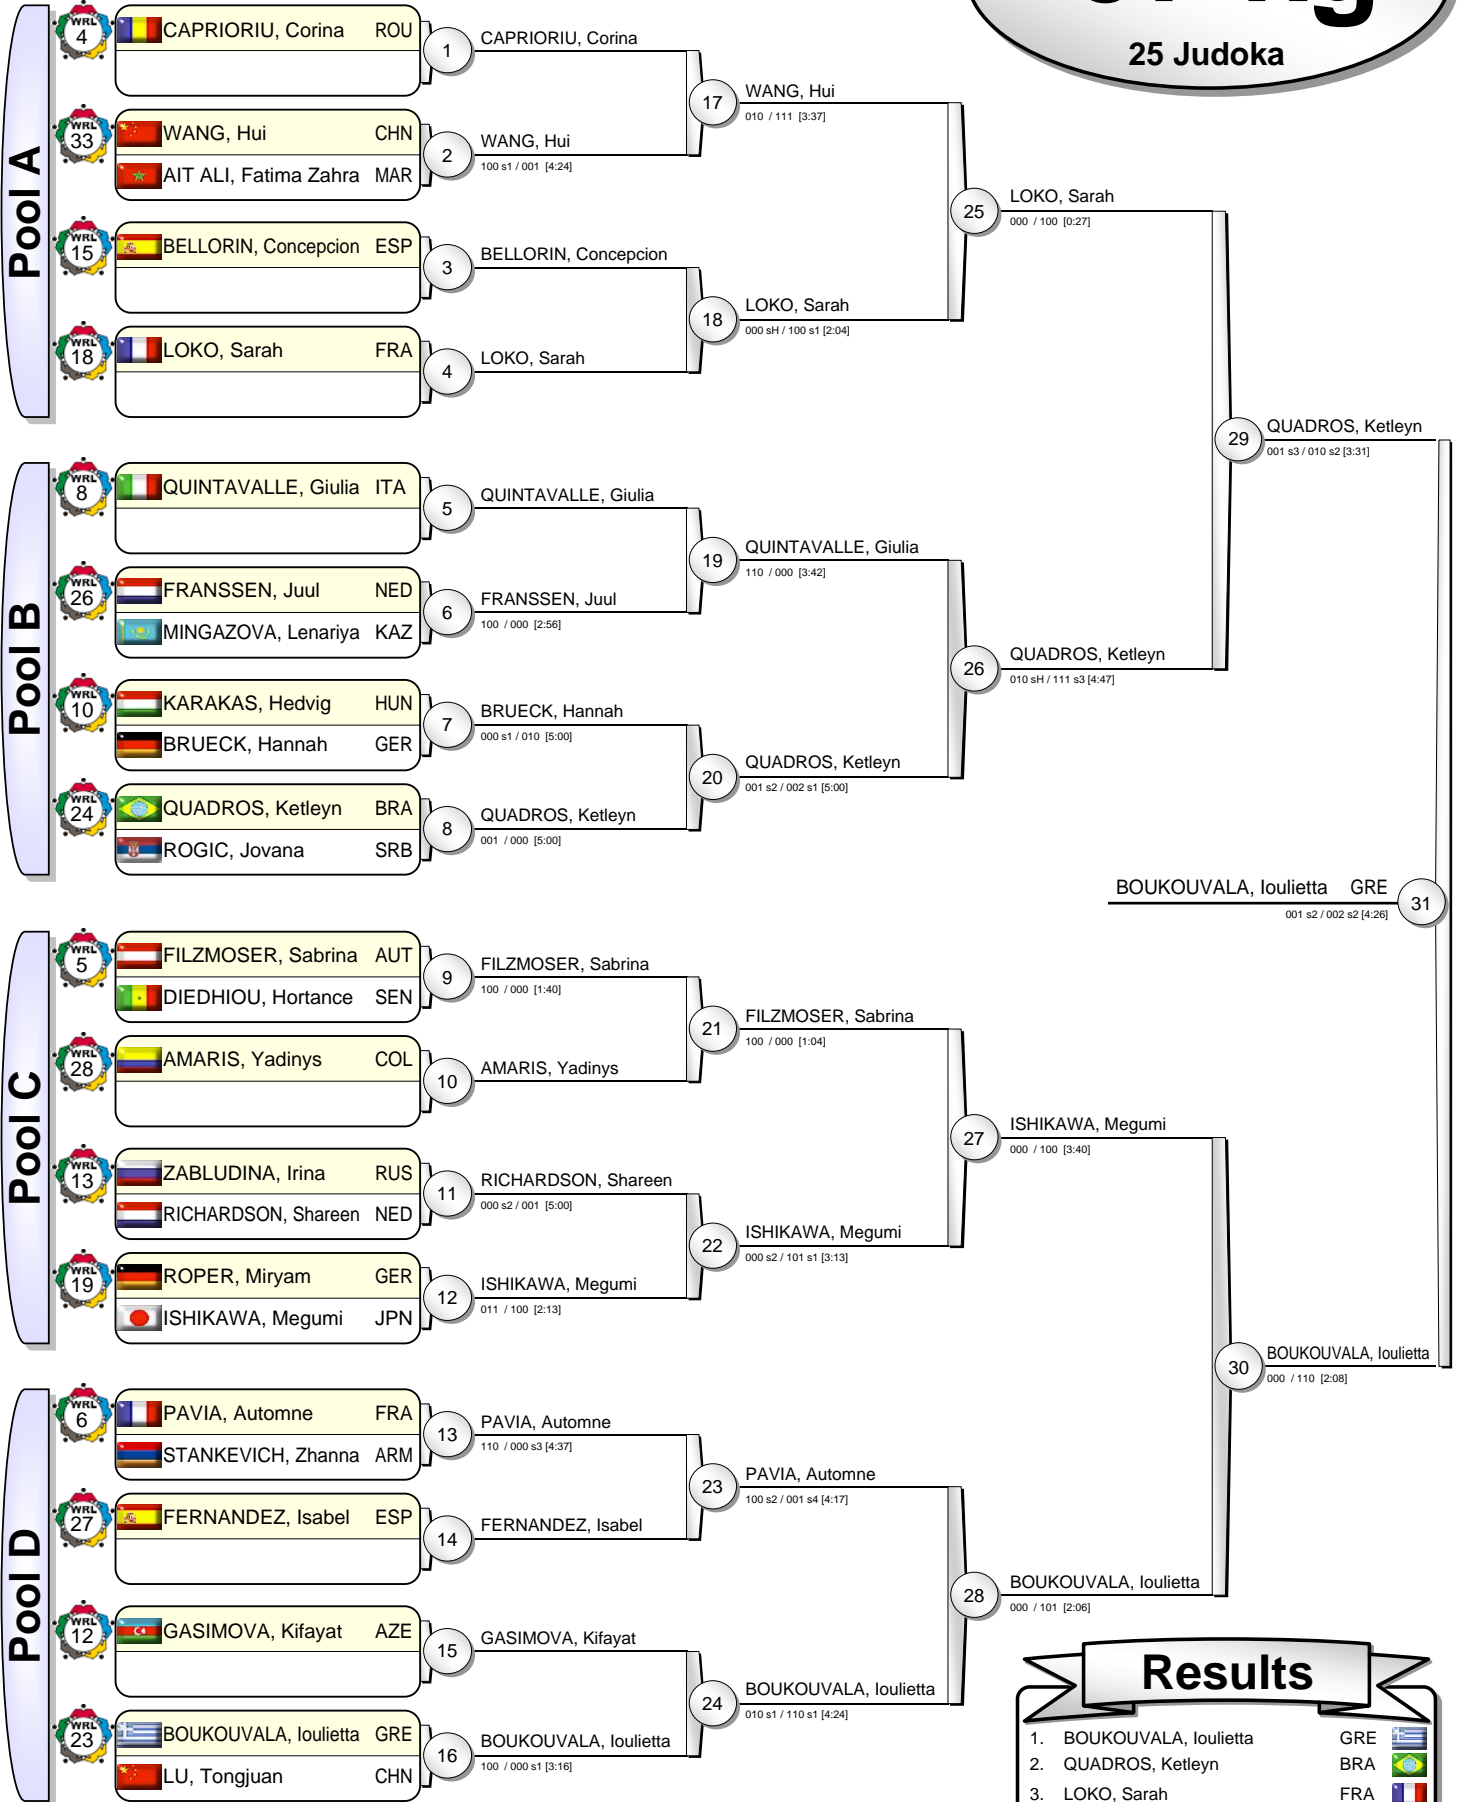 25 Judoka
Pool A
WRL 4
CAPRIORIU, Corina ROU
1
CAPRIORIU, Corina
WRL 33
WANG, Hui CHN
AIT ALI, Fatima Zahra MAR
2
WANG, Hui
100 s1 / 001 [4:24]
17
WANG, Hui
010 / 111 [3:37]
WRL 15
BELLORIN, Concepcion ESP
3
BELLORIN, Concepcion
WRL 18
LOKO, Sarah FRA
4
LOKO, Sarah
18
LOKO, Sarah
000 sH / 100 s1 [2:04]
25
LOKO, Sarah
000 / 100 [0:27]
Pool B
WRL 8
QUINTAVALLE, Giulia ITA
5
QUINTAVALLE, Giulia
WRL 26
FRANSSEN, Juul NED
MINGAZOVA, Lenariya KAZ
6
FRANSSEN, Juul
100 / 000 [2:56]
19
QUINTAVALLE, Giulia
110 / 000 [3:42]
WRL 10
KARAKAS, Hedvig HUN
BRUECK, Hannah GER
7
BRUECK, Hannah
000 s1 / 010 [5:00]
WRL 24
QUADROS, Ketleyn BRA
ROGIC, Jovana SRB
8
QUADROS, Ketleyn
001 / 000 [5:00]
20
QUADROS, Ketleyn
001 s2 / 002 s1 [5:00]
26
QUADROS, Ketleyn
010 sH / 111 s3 [4:47]
29
QUADROS, Ketleyn
001 s3 / 010 s2 [3:31]
BOUKOUVALA, Ioulietta GRE
31
001 s2 / 002 s2 [4:26]
Pool C
WRL 5
FILZMOSER, Sabrina AUT
DIEDHIOU, Hortance SEN
9
FILZMOSER, Sabrina
100 / 000 [1:40]
WRL 28
AMARIS, Yadinys COL
10
AMARIS, Yadinys
21
FILZMOSER, Sabrina
100 / 000 [1:04]
WRL 13
ZABLUDINA, Irina RUS
RICHARDSON, Shareen NED
11
RICHARDSON, Shareen
000 s2 / 001 [5:00]
WRL 19
ROPER, Miryam GER
ISHIKAWA, Megumi JPN
12
ISHIKAWA, Megumi
011 / 100 [2:13]
22
ISHIKAWA, Megumi
000 s2 / 101 s1 [3:13]
27
ISHIKAWA, Megumi
000 / 100 [3:40]
Pool D
WRL 6
PAVIA, Automne FRA
STANKEVICH, Zhanna ARM
13
PAVIA, Automne
110 / 000 s3 [4:37]
WRL 27
FERNANDEZ, Isabel ESP
14
FERNANDEZ, Isabel
23
PAVIA, Automne
100 s2 / 001 s4 [4:17]
WRL 12
GASIMOVA, Kifayat AZE
15
GASIMOVA, Kifayat
WRL 23
BOUKOUVALA, Ioulietta GRE
LU, Tongjuan CHN
16
BOUKOUVALA, Ioulietta
100 / 000 s1 [3:16]
24
BOUKOUVALA, Ioulietta
010 s1 / 110 s1 [4:24]
28
BOUKOUVALA, Ioulietta
000 / 101 [2:06]
30
BOUKOUVALA, Ioulietta
000 / 110 [2:08]
Results
1. BOUKOUVALA, Ioulietta GRE
2. QUADROS, Ketleyn BRA
3. LOKO, Sarah FRA